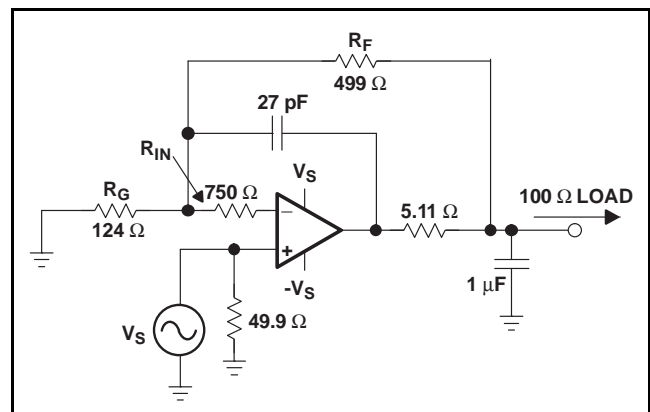 R_F
499 Ω
27 pF
R_IN
V_S
R_G
750 Ω
100 Ω LOAD
5.11 Ω
124 Ω
–
+
-V_S
1 μF
49.9 Ω
V_S